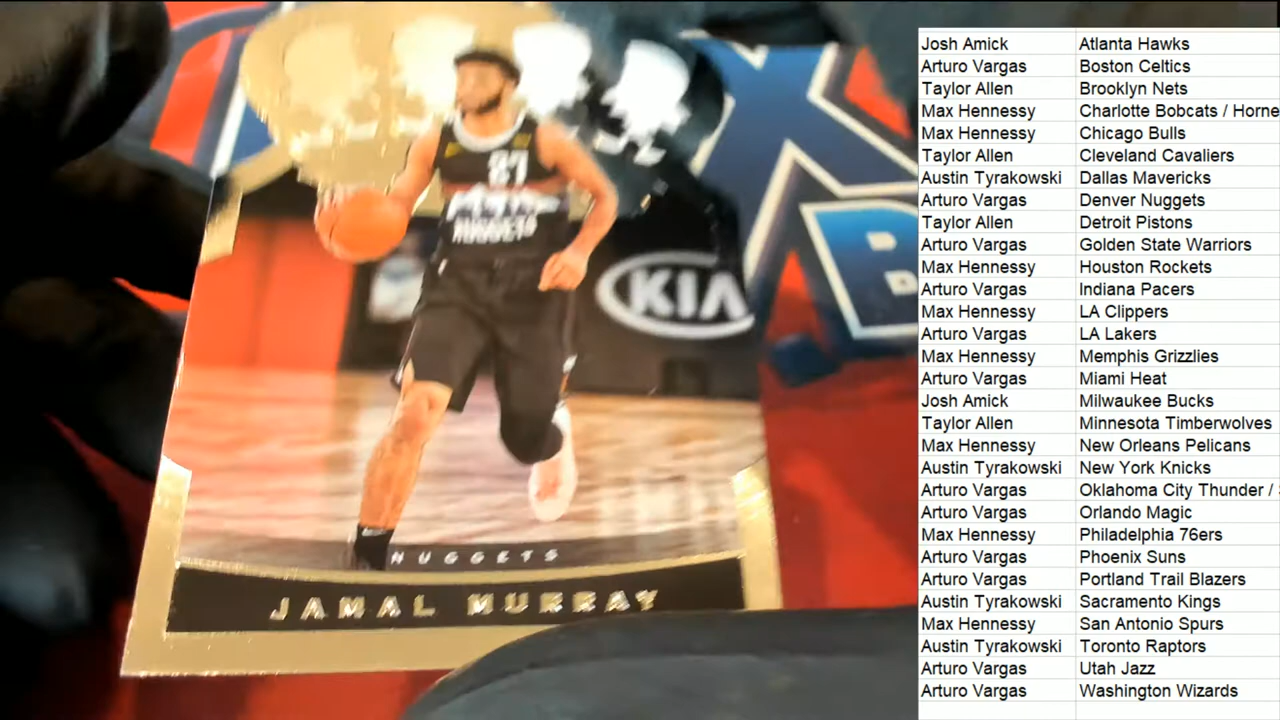 27
NUGGETS
KIA
NUGGETS
JAMAL MURRAY
X
B
Josh Amick Atlanta Hawks
Arturo Vargas Boston Celtics
Taylor Allen Brooklyn Nets
Max Hennessy Charlotte Bobcats / Horne
Max Hennessy Chicago Bulls
Taylor Allen Cleveland Cavaliers
Austin Tyrakowski Dallas Mavericks
Arturo Vargas Denver Nuggets
Taylor Allen Detroit Pistons
Arturo Vargas Golden State Warriors
Max Hennessy Houston Rockets
Arturo Vargas Indiana Pacers
Max Hennessy LA Clippers
Arturo Vargas LA Lakers
Max Hennessy Memphis Grizzlies
Arturo Vargas Miami Heat
Josh Amick Milwaukee Bucks
Taylor Allen Minnesota Timberwolves
Max Hennessy New Orleans Pelicans
Austin Tyrakowski New York Knicks
Arturo Vargas Oklahoma City Thunder /
Arturo Vargas Orlando Magic
Max Hennessy Philadelphia 76ers
Arturo Vargas Phoenix Suns
Arturo Vargas Portland Trail Blazers
Austin Tyrakowski Sacramento Kings
Max Hennessy San Antonio Spurs
Austin Tyrakowski Toronto Raptors
Arturo Vargas Utah Jazz
Arturo Vargas Washington Wizards